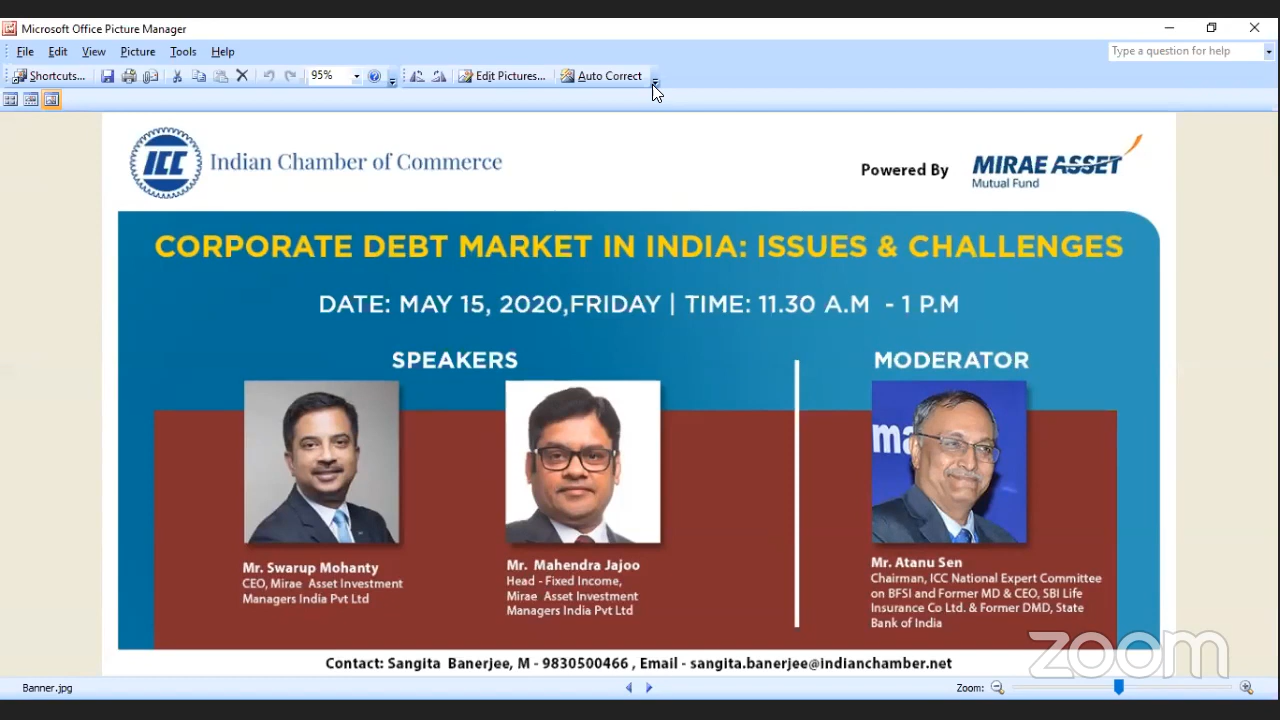 Microsoft Office Picture Manager
File Edit View Picture Tools Help
Type a question for help
Shortcuts... 95% Edit Pictures... Auto Correct
ICC Indian Chamber of Commerce
Powered By MIRAE ASSET
Mutual Fund
CORPORATE DEBT MARKET IN INDIA: ISSUES & CHALLENGES
DATE: MAY 15, 2020,FRIDAY | TIME: 11.30 A.M - 1 P.M
SPEAKERS
Mr. Swarup Mohanty
CEO, Mirae Asset Investment
Managers India Pvt Ltd
Mr. Mahendra Jajoo
Head - Fixed Income,
Mirae Asset Investment
Managers India Pvt Ltd
MODERATOR
ma
Mr. Atanu Sen
Chairman, ICC National Expert Committee
on BFSI and Former MD & CEO, SBI Life
Insurance Co Ltd. & Former DMD, State
Bank of India
zoom
Contact: Sangita Banerjee, M - 9830500466 , Email - sangita.banerjee@indianchamber.net
Banner.jpg
Zoom: